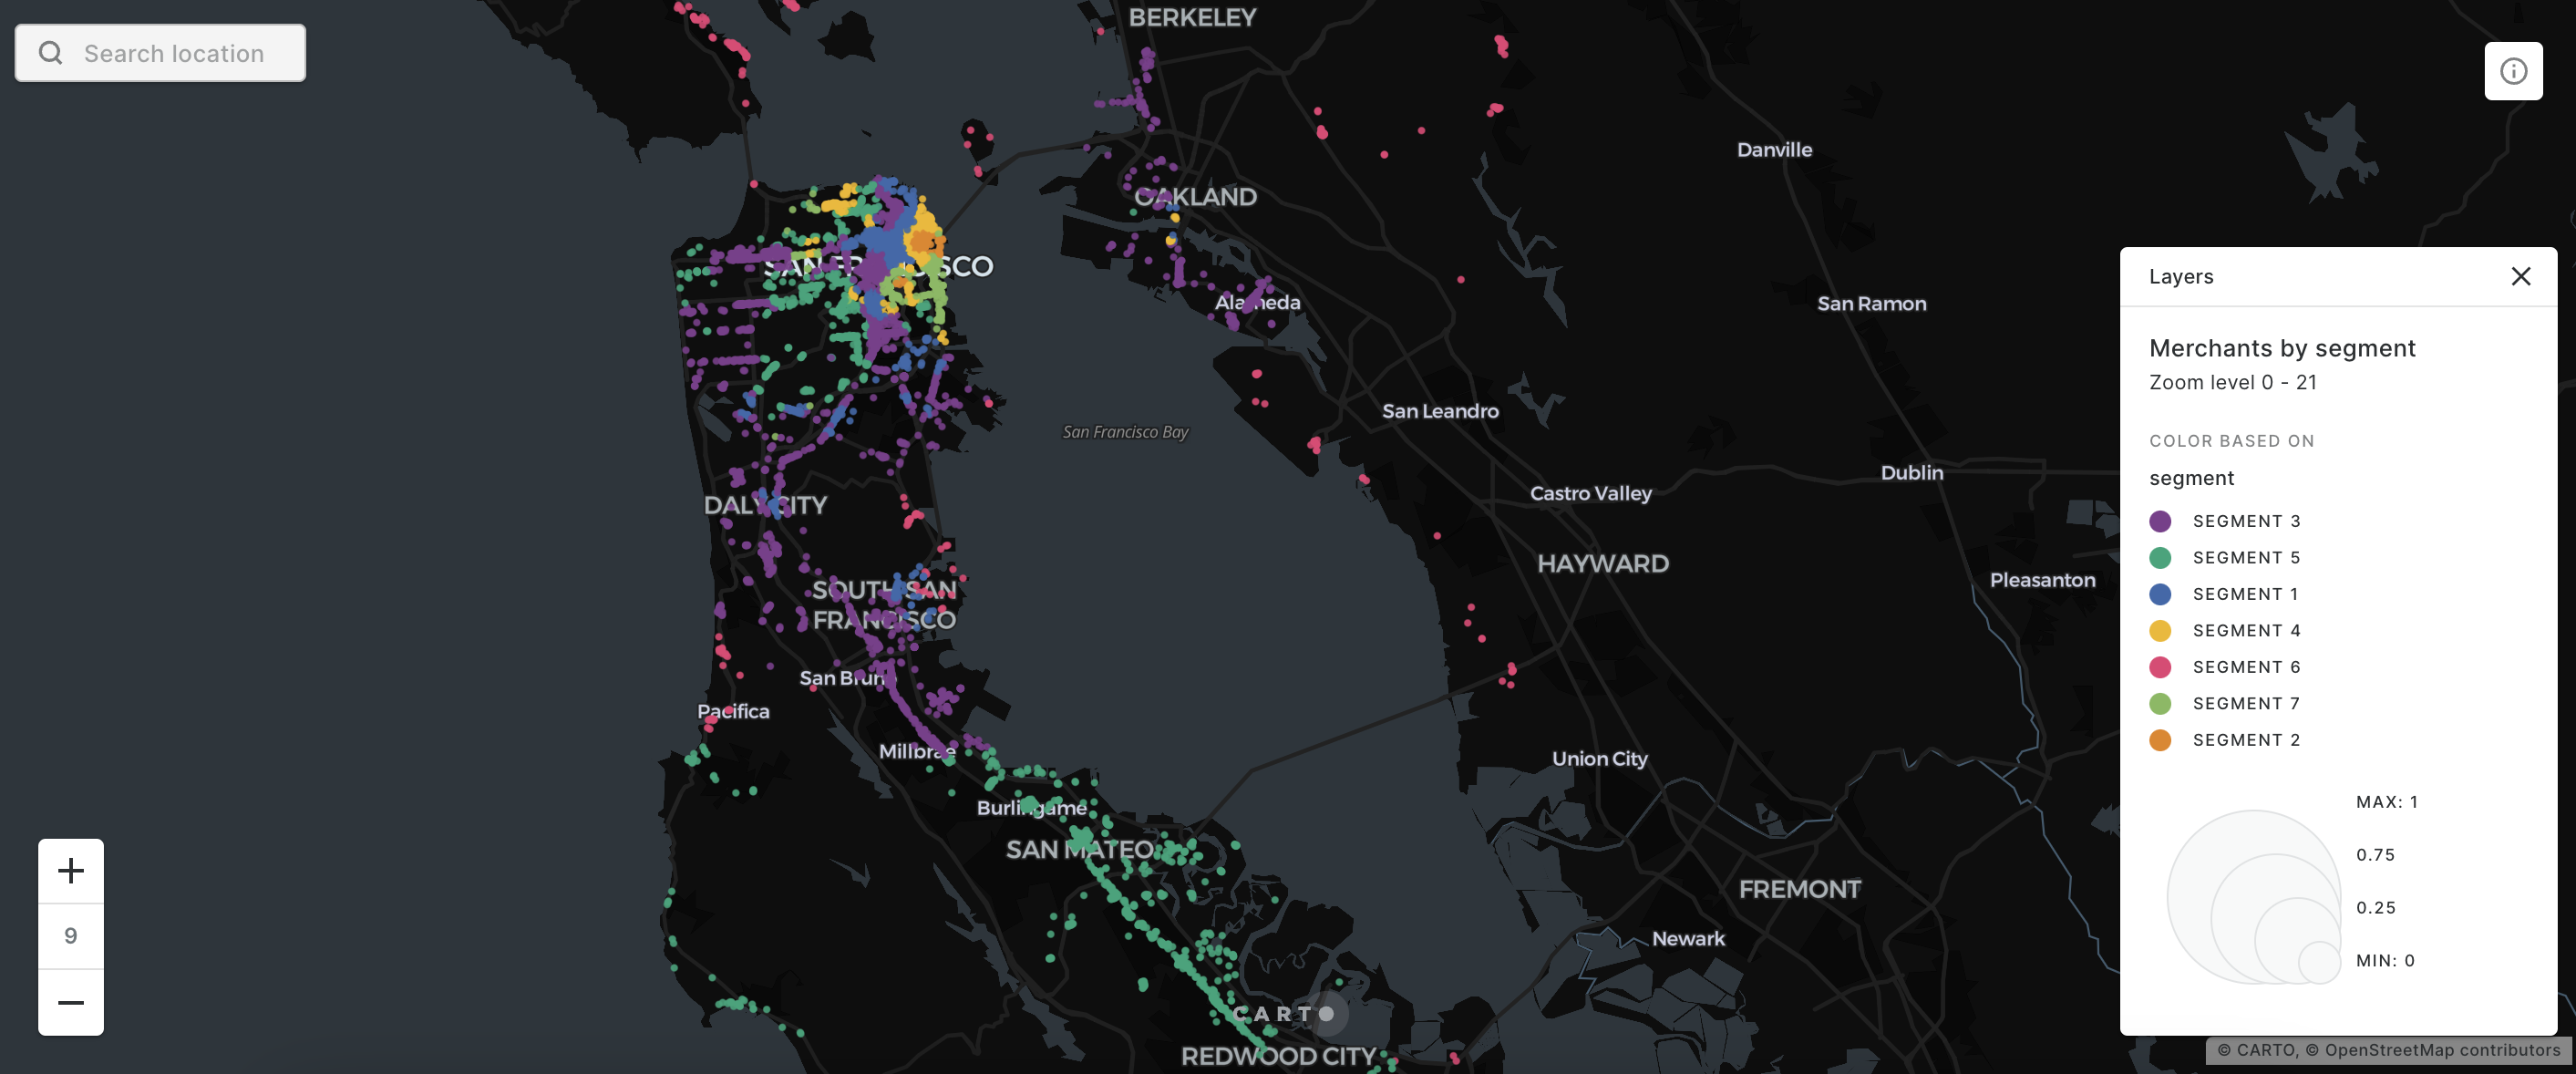 Search location
BERKELEY
Danville
OAKLAND
SAN FRANCISCO
Alameda
San Ramon
San Leandro
San Francisco Bay
Dublin
Castro Valley
DALY CITY
HAYWARD
Pleasanton
SOUTH SAN
FRANCISCO
San Bruno
Pacifica
Millbrae
Union City
Burlingame
SAN MATEO
FREMONT
Newark
CARTO
REDWOOD CITY
9
Layers
Merchants by segment
Zoom level 0 - 21
COLOR BASED ON
segment
SEGMENT 3
SEGMENT 5
SEGMENT 1
SEGMENT 4
SEGMENT 6
SEGMENT 7
SEGMENT 2
MAX: 1
0.75
0.25
MIN: 0
© CARTO, © OpenStreetMap contributors